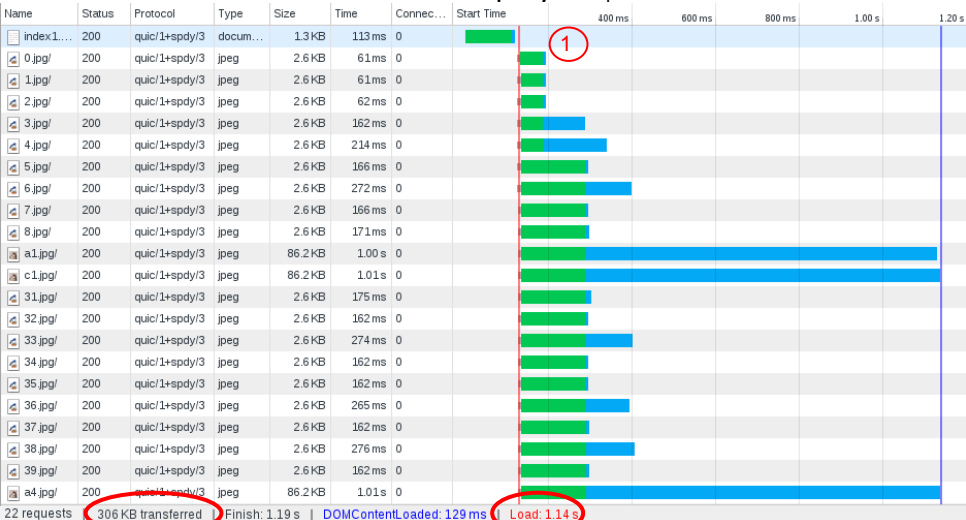 Name Status Protocol Type Size Time Connec... Start Time 400 ms 600 ms 800 ms 1.00 s 1.20 s
index1.... 200 quic/1+spdy/3 docum... 1.3 KB 113 ms 0
1
0.jpg/ 200 quic/1+spdy/3 jpeg 2.6 KB 61 ms 0
1.jpg/ 200 quic/1+spdy/3 jpeg 2.6 KB 61 ms 0
2.jpg/ 200 quic/1+spdy/3 jpeg 2.6 KB 62 ms 0
3.jpg/ 200 quic/1+spdy/3 jpeg 2.6 KB 162 ms 0
4.jpg/ 200 quic/1+spdy/3 jpeg 2.6 KB 214 ms 0
5.jpg/ 200 quic/1+spdy/3 jpeg 2.6 KB 166 ms 0
6.jpg/ 200 quic/1+spdy/3 jpeg 2.6 KB 272 ms 0
7.jpg/ 200 quic/1+spdy/3 jpeg 2.6 KB 166 ms 0
8.jpg/ 200 quic/1+spdy/3 jpeg 2.6 KB 171 ms 0
a1.jpg/ 200 quic/1+spdy/3 jpeg 86.2 KB 1.00 s 0
c1.jpg/ 200 quic/1+spdy/3 jpeg 86.2 KB 1.01 s 0
31.jpg/ 200 quic/1+spdy/3 jpeg 2.6 KB 175 ms 0
32.jpg/ 200 quic/1+spdy/3 jpeg 2.6 KB 162 ms 0
33.jpg/ 200 quic/1+spdy/3 jpeg 2.6 KB 274 ms 0
34.jpg/ 200 quic/1+spdy/3 jpeg 2.6 KB 162 ms 0
35.jpg/ 200 quic/1+spdy/3 jpeg 2.6 KB 162 ms 0
36.jpg/ 200 quic/1+spdy/3 jpeg 2.6 KB 265 ms 0
37.jpg/ 200 quic/1+spdy/3 jpeg 2.6 KB 162 ms 0
38.jpg/ 200 quic/1+spdy/3 jpeg 2.6 KB 276 ms 0
39.jpg/ 200 quic/1+spdy/3 jpeg 2.6 KB 162 ms 0
a4.jpg/ 200 quic/1+spdy/3 jpeg 86.2 KB 1.01 s 0
22 requests | 306 KB transferred | Finish: 1.19 s | DOMContentLoaded: 129 ms | Load: 1.14 s